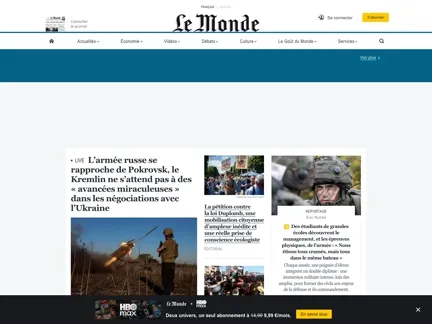 Français
Consulter
le journal
Le Monde
Se connecter
S'abonner
Actualités
Économie
Vidéos
Débats
Culture
Le Goût du Monde
Services
Voir plus
LIVE L'armée russe se
rapproche de Pokrovsk, le
Kremlin ne s'attend pas à des
« avancées miraculeuses »
dans les négociations avec
l'Ukraine
La pétition contre
la loi Duplomb, une
mobilisation citoyenne
d'ampleur inédite et
une réelle prise de
conscience écologiste
ÉDITORIAL
REPORTAGE
Des étudiants de grandes
écoles découvrent le
management, et les épreuves
physiques, de l'armée : « Nous
étions tous cramés, mais tous
dans le même bateau »
Chaque année, une poignée d'élèves
intègrent un double diplôme : une
immersion militaire intense, loin des
amphis, pour former des civils aux enjeux
de la défense et du commandement.
HBO
max
Le Monde + HBO max
Deux univers, un seul abonnement à 14,99 9,99 €/mois.
En savoir plus